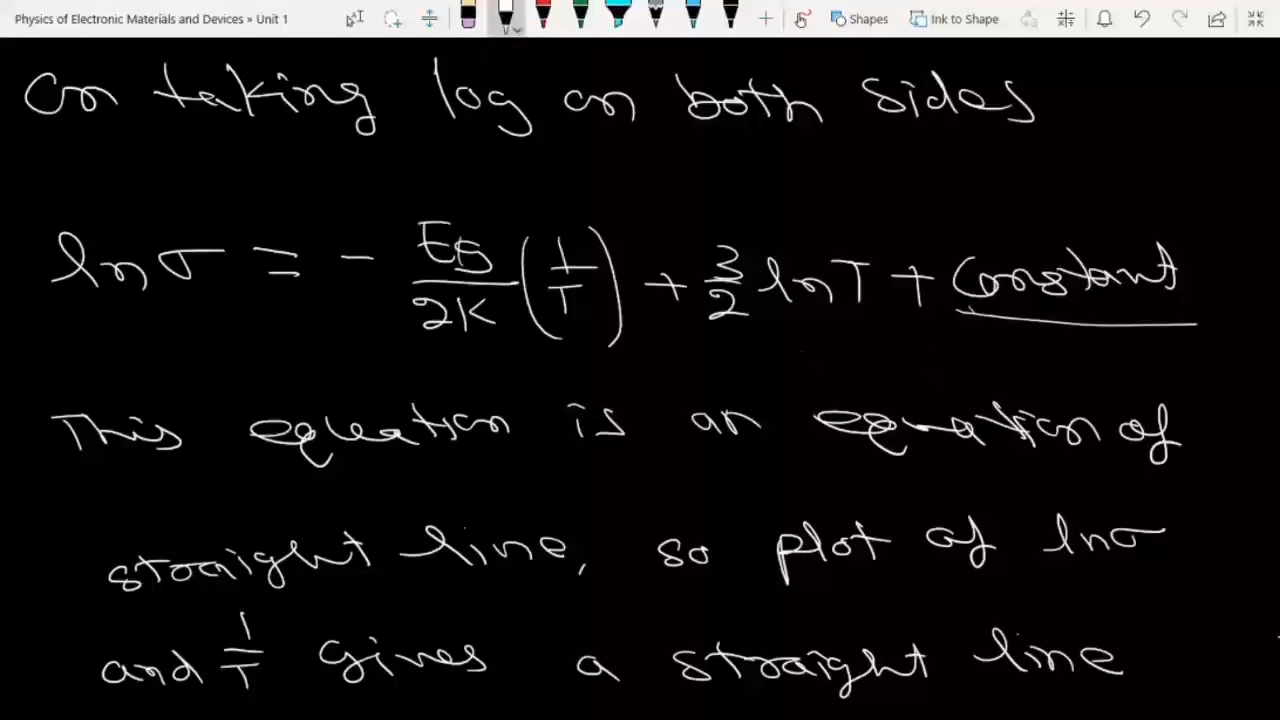 Physics of Electronic Materials and Devices » Unit 1
Shapes
Ink to Shape
On taking log on both sides
lnσ = - Eg/2K (1/T) + 3/2 lnT + Constant
This equation is an equation of
straight line, so plot of lnσ
and 1/T gives a straight line